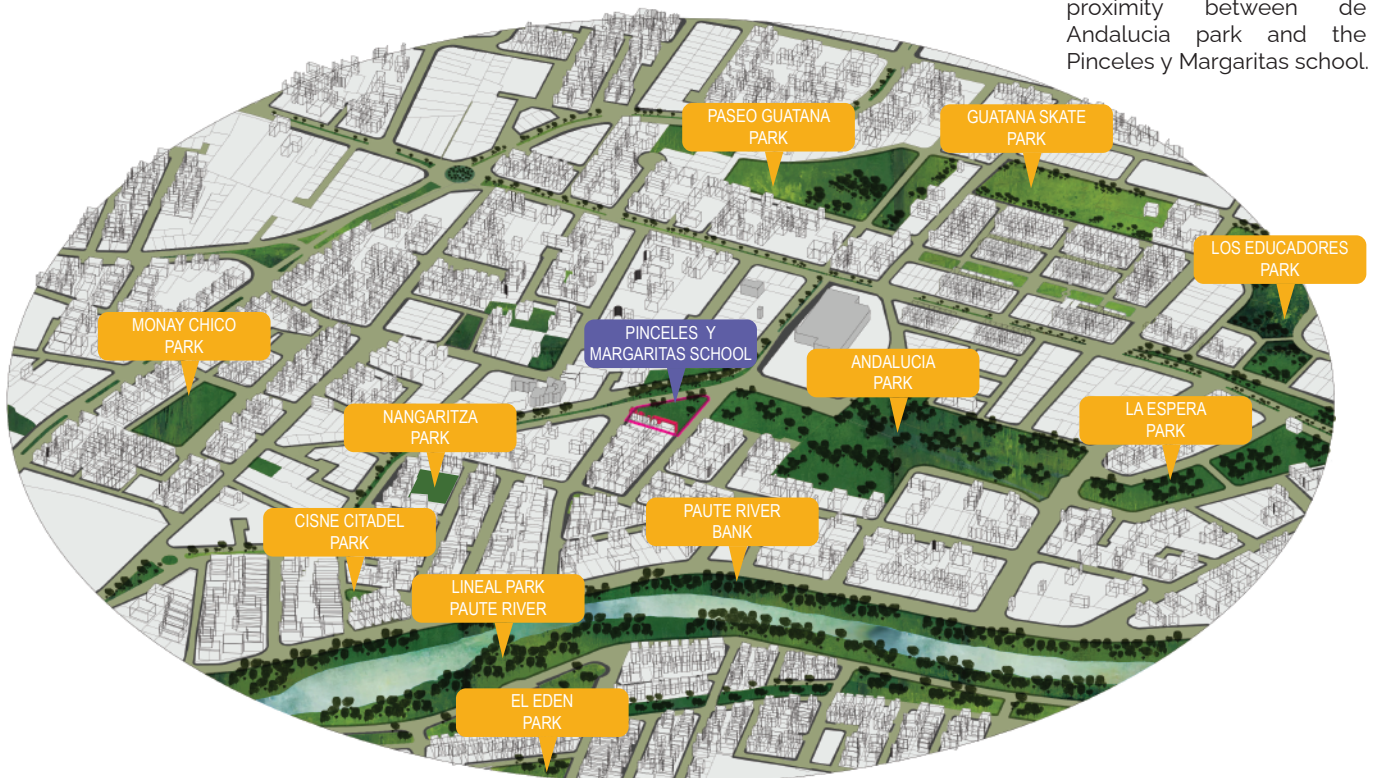 proximity between de
Andalucia park and the
Pinceles y Margaritas school.
PASEO GUATANA
PARK
GUATANA SKATE
PARK
LOS EDUCADORES
PARK
MONAY CHICO
PARK
PINCELES Y
MARGARITAS SCHOOL
ANDALUCIA
PARK
NANGARITZA
PARK
LA ESPERA
PARK
CISNE CITADEL
PARK
PAUTE RIVER
BANK
LINEAL PARK
PAUTE RIVER
EL EDEN
PARK